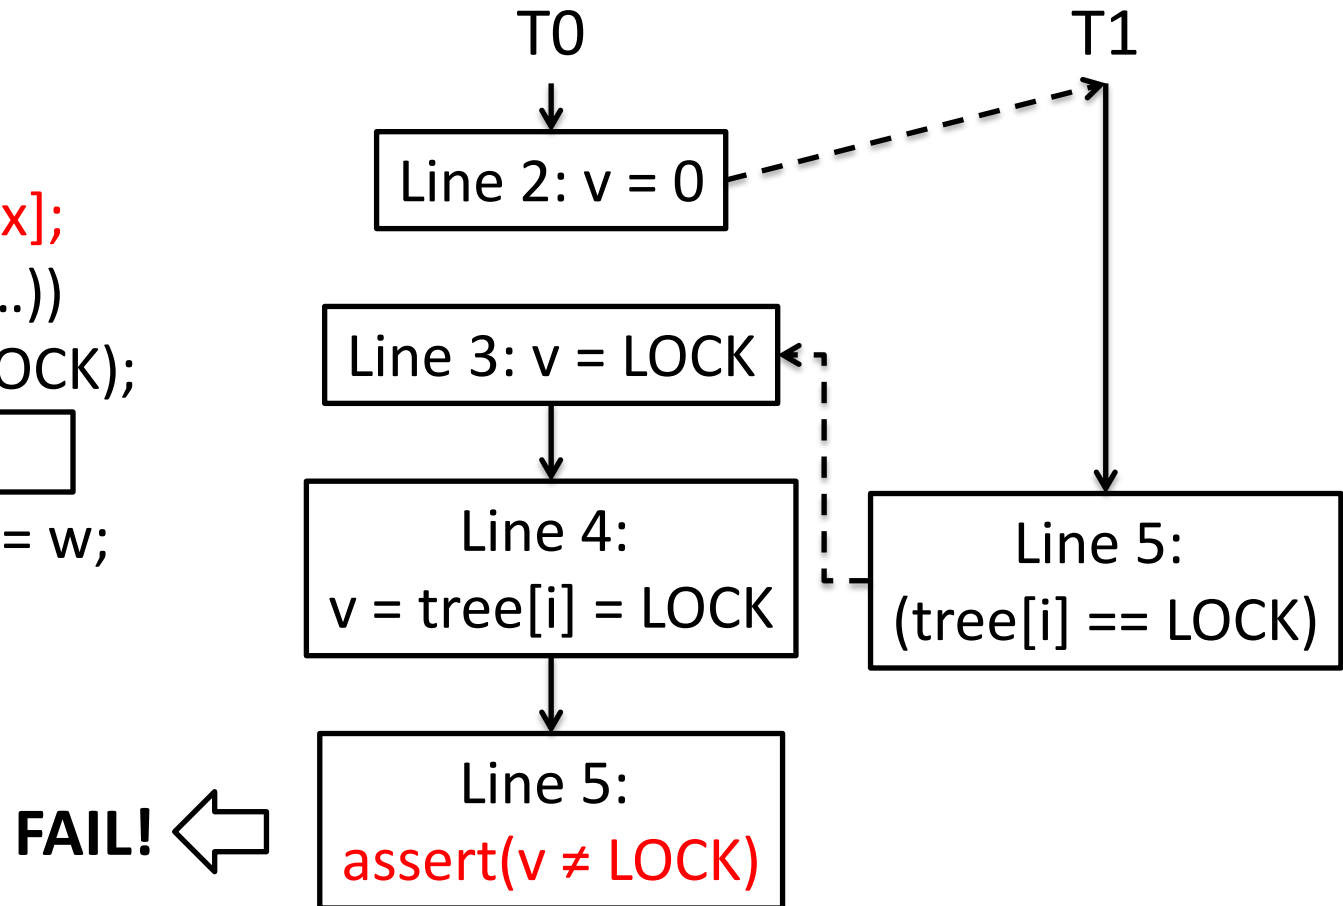 T0
T1
Line 2: v = 0
x];
..))
OCK);
= w;
Line 3: v = LOCK
Line 4:
v = tree[i] = LOCK
Line 5:
(tree[i] == LOCK)
Line 5:
assert(v ≠ LOCK)
FAIL!